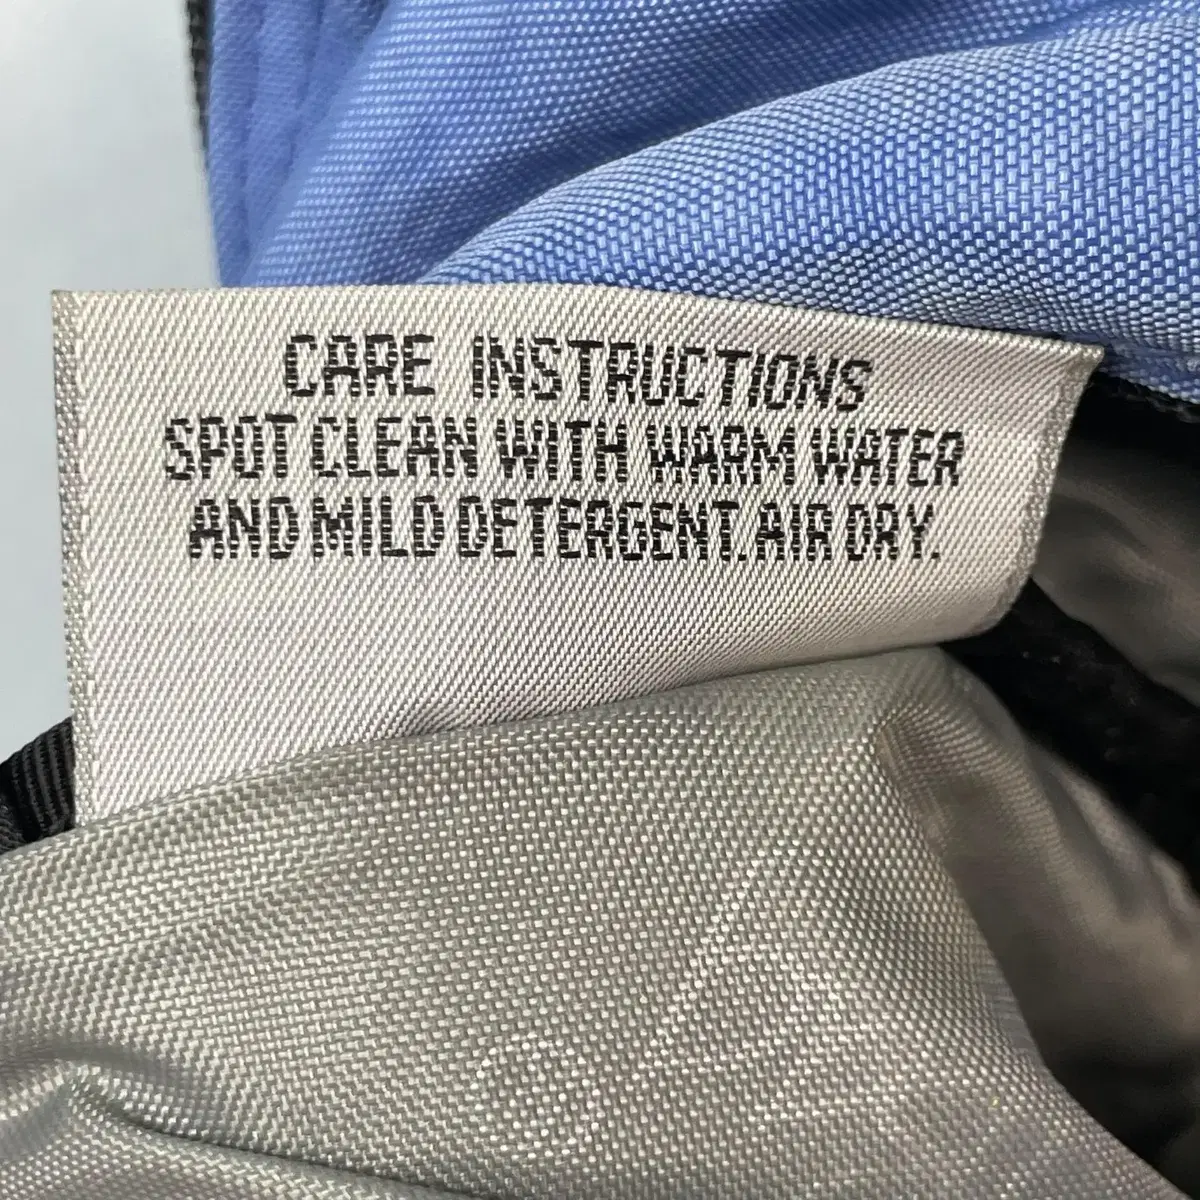 CARE INSTRUCTIONS
SPOT CLEAN WITH WARM WATER
AND MILD DETERGENT. AIR DRY.